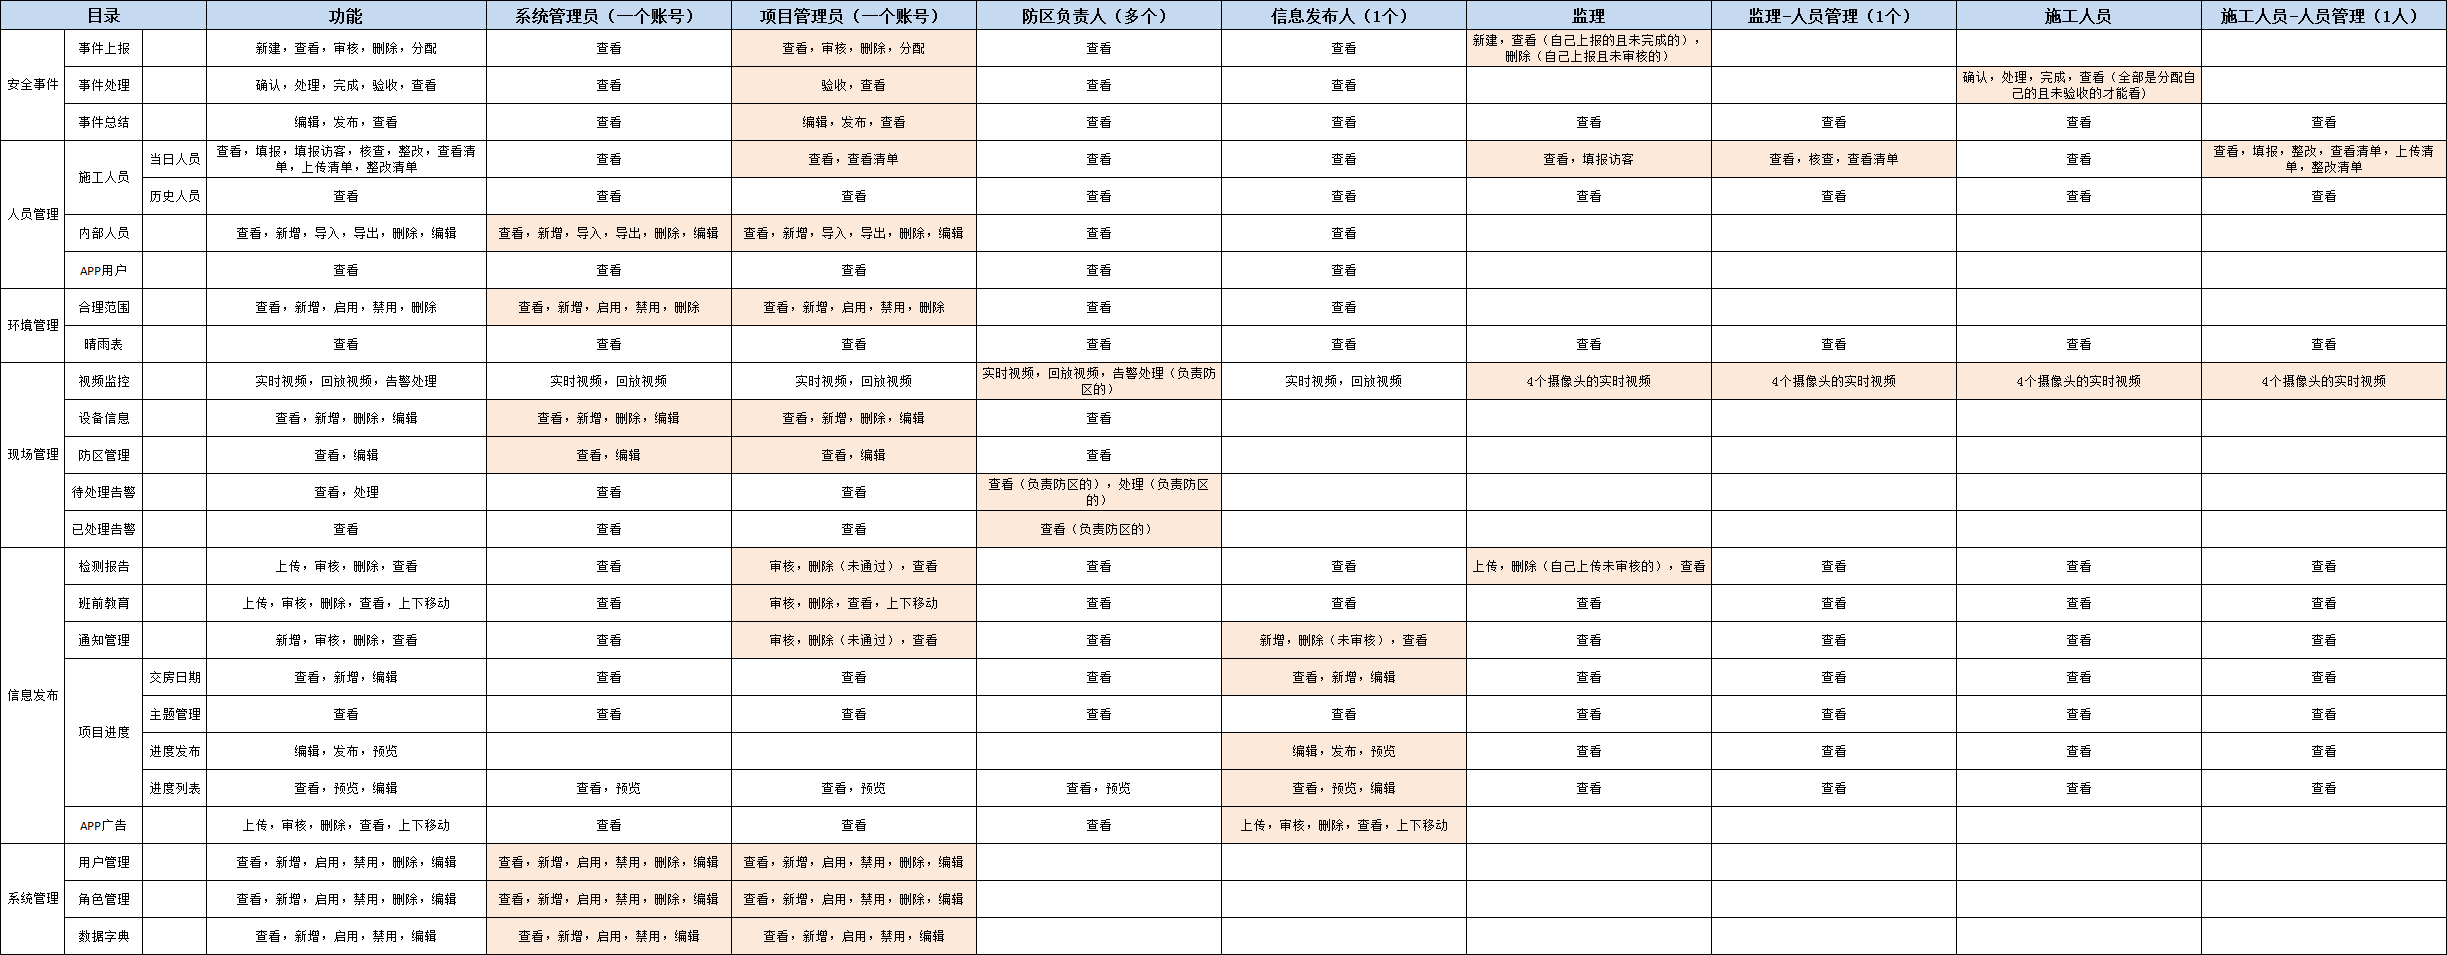 目录 功能 系统管理员（一个账号） 项目管理员（一个账号） 防区负责人（多个） 信息发布人（1个） 监理 监理-人员管理（1个） 施工人员 施工人员-人员管理（1人）
安全事件
事件上报 新建，查看，审核，删除，分配 查看 查看，审核，删除，分配 查看 查看 新建，查看（自己上报的且未完成的），
删除（自己上报且未审核的）
事件处理 确认，处理，完成，验收，查看 查看 验收，查看 查看 查看 确认，处理，完成，查看（全部是分配自
己的且未验收的才能看）
事件总结 编辑，发布，查看 查看 编辑，发布，查看 查看 查看 查看 查看 查看 查看
人员管理
施工人员
当日人员 查看，填报，填报访客，核查，整改，查看清
单，上传清单，整改清单 查看 查看，查看清单 查看 查看 查看，填报访客 查看，核查，查看清单 查看 查看，填报，整改，查看清单，上传清
单，整改清单
历史人员 查看 查看 查看 查看 查看 查看 查看 查看 查看
内部人员 查看，新增，导入，导出，删除，编辑 查看，新增，导入，导出，删除，编辑 查看，新增，导入，导出，删除，编辑 查看 查看
APP用户 查看 查看 查看 查看 查看
环境管理
合理范围 查看，新增，启用，禁用，删除 查看，新增，启用，禁用，删除 查看，新增，启用，禁用，删除 查看 查看
晴雨表 查看 查看 查看 查看 查看 查看 查看 查看 查看
现场管理
视频监控 实时视频，回放视频，告警处理 实时视频，回放视频 实时视频，回放视频 实时视频，回放视频，告警处理（负责防
区的） 实时视频，回放视频 4个摄像头的实时视频 4个摄像头的实时视频 4个摄像头的实时视频 4个摄像头的实时视频
设备信息 查看，新增，删除，编辑 查看，新增，删除，编辑 查看，新增，删除，编辑 查看
防区管理 查看，编辑 查看，编辑 查看，编辑 查看
待处理告警 查看，处理 查看 查看 查看（负责防区的），处理（负责防区
的）
已处理告警 查看 查看 查看 查看（负责防区的）
信息发布
检测报告 上传，审核，删除，查看 查看 审核，删除（未通过），查看 查看 查看 上传，删除（自己上传未审核的），查看 查看 查看 查看
班前教育 上传，审核，删除，查看，上下移动 查看 审核，删除，查看，上下移动 查看 查看 查看 查看 查看 查看
通知管理 新增，审核，删除，查看 查看 审核，删除（未通过），查看 查看 新增，删除（未审核），查看 查看 查看 查看 查看
项目进度
交房日期 查看，新增，编辑 查看 查看 查看 查看，新增，编辑 查看 查看 查看 查看
主题管理 查看 查看 查看 查看 查看 查看 查看 查看 查看
进度发布 编辑，发布，预览 编辑，发布，预览 查看 查看 查看 查看
进度列表 查看，预览，编辑 查看，预览 查看，预览 查看，预览 查看，预览，编辑 查看 查看 查看 查看
APP广告 上传，审核，删除，查看，上下移动 查看 查看 查看 上传，审核，删除，查看，上下移动
系统管理
用户管理 查看，新增，启用，禁用，删除，编辑 查看，新增，启用，禁用，删除，编辑 查看，新增，启用，禁用，删除，编辑
角色管理 查看，新增，启用，禁用，删除，编辑 查看，新增，启用，禁用，删除，编辑 查看，新增，启用，禁用，删除，编辑
数据字典 查看，新增，启用，禁用，编辑 查看，新增，启用，禁用，编辑 查看，新增，启用，禁用，编辑